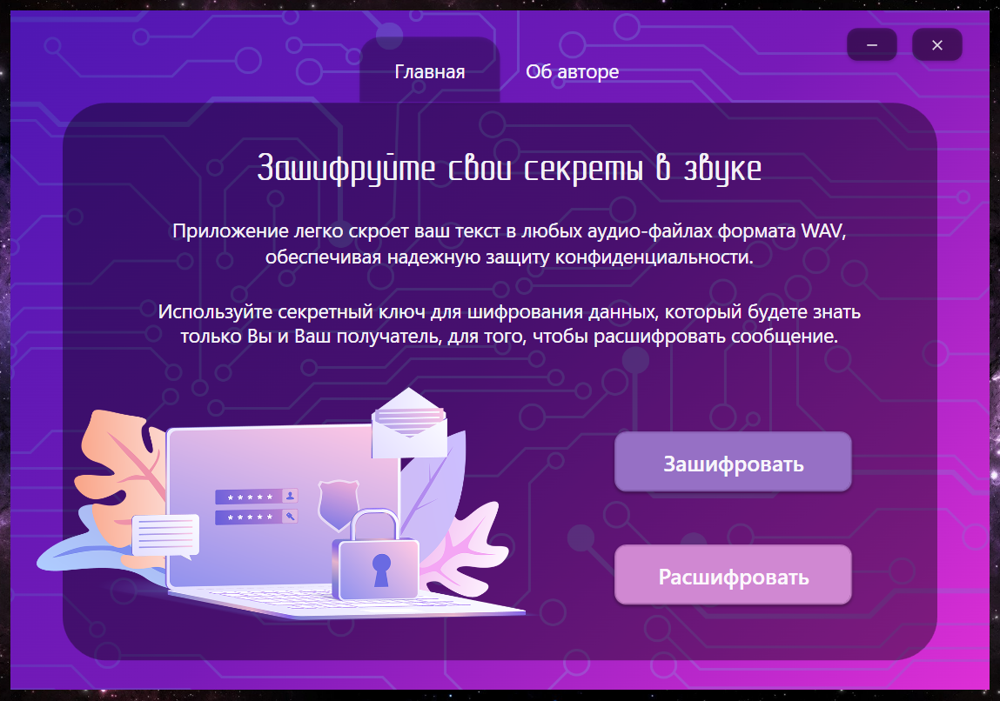 Главная
Об авторе
Зашифруйте свои секреты в звуке
Приложение легко скроет ваш текст в любых аудио-файлах формата WAV,
обеспечивая надежную защиту конфиденциальности.
Используйте секретный ключ для шифрования данных, который будете знать
только Вы и Ваш получатель, для того, чтобы расшифровать сообщение.
Зашифровать
Расшифровать